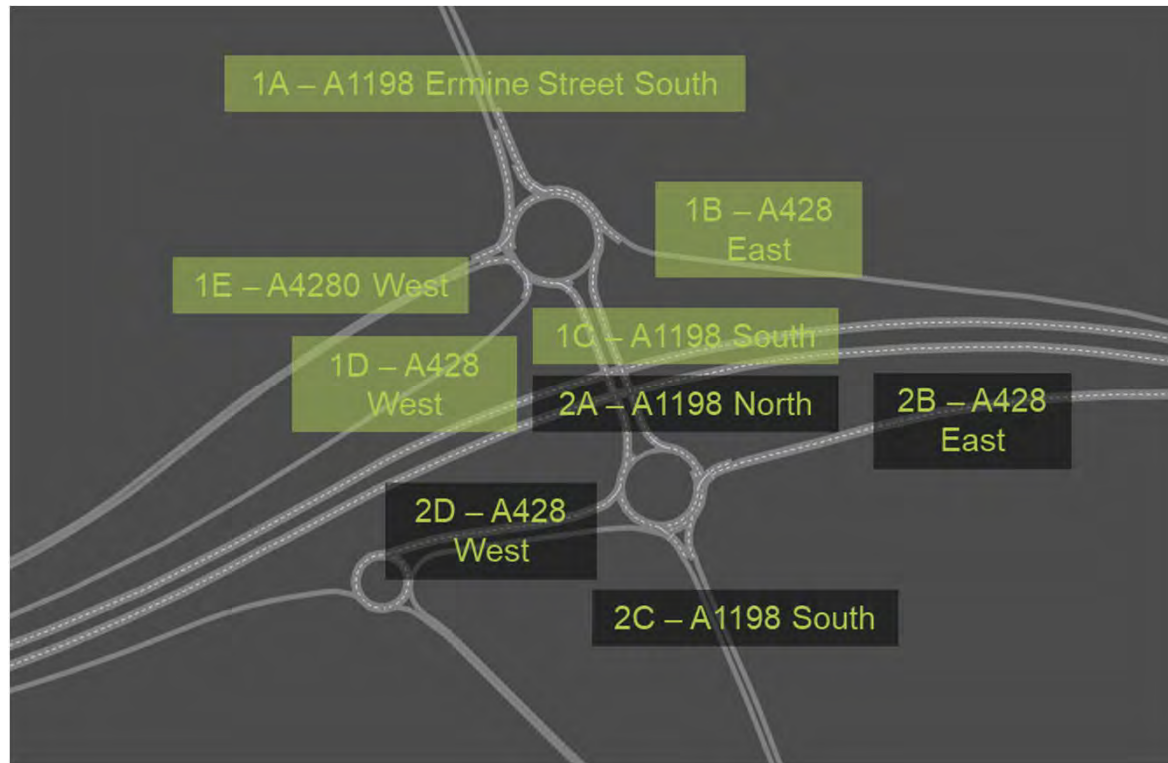 1A – A1198 Ermine Street South
1B – A428
East
1E – A4280 West
1C – A1198 South
1D – A428
West
2A – A1198 North
2B – A428
East
2D – A428
West
2C – A1198 South